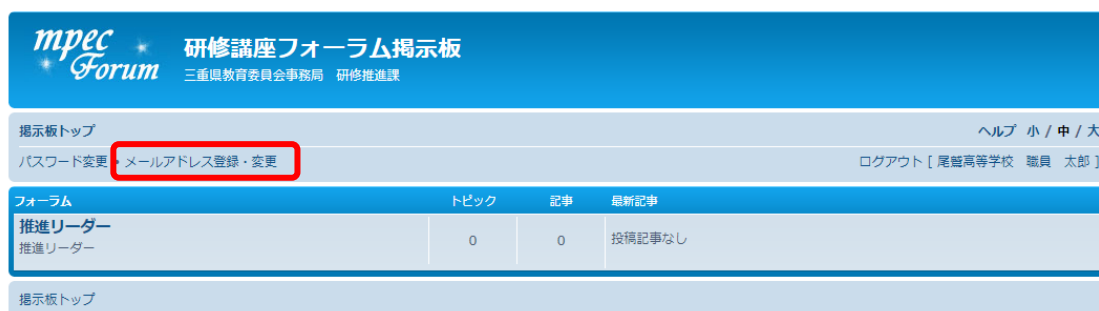 mpec
Forum
研修講座フォーラム掲示板
三重県教育委員会事務局 研修推進課
掲示板トップ
ヘルプ 小 / 中 / 大
パスワード変更 • メールアドレス登録・変更
ログアウト [ 尾鷲高等学校 職員 太郎 ]
フォーラム トピック 記事 最新記事
推進リーダー
推進リーダー
0 0 投稿記事なし
掲示板トップ